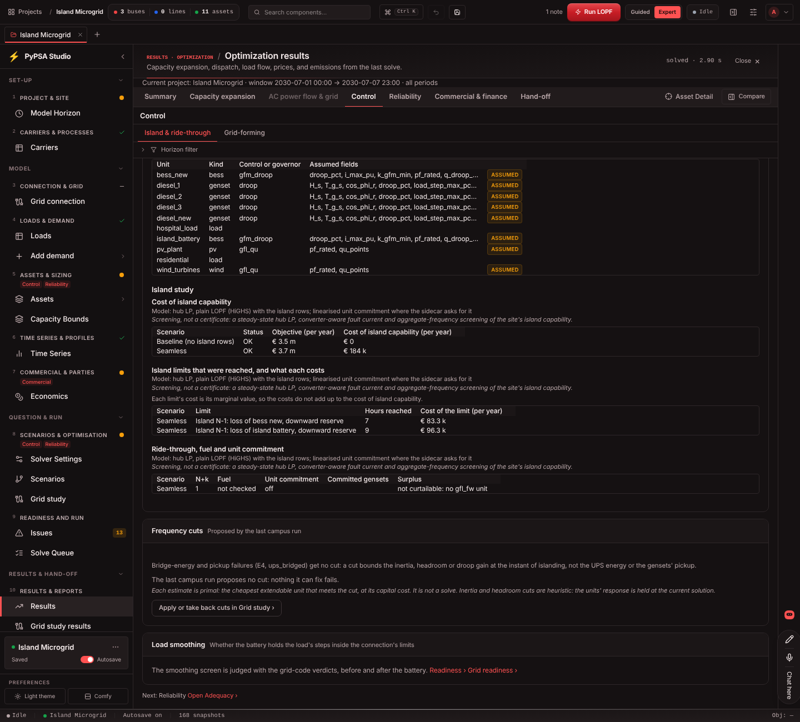 Projects / Island Microgrid
3 buses 0 lines 11 assets
Search components...
Ctrl K
1 note
Run LOPF
Guided Expert
Idle
A
Island Microgrid
PyPSA Studio
SET-UP
1 PROJECT & SITE
Model Horizon
2 CARRIERS & PROCESSES
Carriers
MODEL
3 CONNECTION & GRID
Grid connection
4 LOADS & DEMAND
Loads
Add demand
5 ASSETS & SIZING
Control Reliability
Assets
Capacity Bounds
6 TIME SERIES & PROFILES
Time Series
7 COMMERCIAL & PARTIES
Commercial
Economics
QUESTION & RUN
8 SCENARIOS & OPTIMISATION
Control Reliability
Solver Settings
Scenarios
Grid study
9 READINESS AND RUN
Issues 15
Solve Queue
RESULTS & HAND-OFF
10 RESULTS & REPORTS
Results
Grid study results
Island Microgrid
Saved Autosave
PREFERENCES
Light theme Comfy
RESULTS · OPTIMIZATION / Optimization results
Capacity expansion, dispatch, load flow, prices, and emissions from the last solve.
solved · 2.90 s
Close
Current project: Island Microgrid · window 2030-07-01 00:00 → 2030-07-07 23:00 · all periods
Summary Capacity expansion AC power flow & grid Control Reliability Commercial & finance Hand-off
Asset Detail Compare
Control
Island & ride-through Grid-forming
Horizon filter
Unit Kind Control or governor Assumed fields
bess_new bess gfm_droop droop_pct, i_max_pu, k_gfm_min, pf_rated, q_droop_... ASSUMED
diesel_1 genset droop H_s, T_g_s, cos_phi_r, droop_pct, load_step_max_pc... ASSUMED
diesel_2 genset droop H_s, T_g_s, cos_phi_r, droop_pct, load_step_max_pc... ASSUMED
diesel_3 genset droop H_s, T_g_s, cos_phi_r, droop_pct, load_step_max_pc... ASSUMED
diesel_new genset droop H_s, T_g_s, cos_phi_r, droop_pct, load_step_max_pc... ASSUMED
hospital_load load
island_battery bess gfm_droop droop_pct, i_max_pu, k_gfm_min, pf_rated, q_droop_... ASSUMED
pv_plant pv gfl_qu pf_rated, qu_points ASSUMED
residential load
wind_turbines wind gfl_qu pf_rated, qu_points ASSUMED
Island study
Cost of island capability
Model: hub LP, plain LOPF (HiGHS) with the island rows; linearised unit commitment where the sidecar asks for it
Screening, not a certificate: a steady-state hub LP, converter-aware fault current and aggregate-frequency screening of the site's island capability.
Scenario Status Objective (per year) Cost of island capability (per year)
Baseline (no island rows) OK € 3.5 m € 0
Seamless OK € 3.7 m € 184 k
Island limits that were reached, and what each costs
Model: hub LP, plain LOPF (HiGHS) with the island rows; linearised unit commitment where the sidecar asks for it
Screening, not a certificate: a steady-state hub LP, converter-aware fault current and aggregate-frequency screening of the site's island capability.
Each limit's cost is its marginal value, so the costs do not add up to the cost of island capability.
Scenario Limit Hours reached Cost of the limit (per year)
Seamless Island N-1: loss of bess new, downward reserve 7 € 83.3 k
Seamless Island N-1: loss of island battery, downward reserve 9 € 96.3 k
Ride-through, fuel and unit commitment
Model: hub LP, plain LOPF (HiGHS) with the island rows; linearised unit commitment where the sidecar asks for it
Screening, not a certificate: a steady-state hub LP, converter-aware fault current and aggregate-frequency screening of the site's island capability.
Scenario N+k Fuel Unit commitment Committed gensets Surplus
Seamless 1 not checked off not curtailable: no gfl_fw unit
Frequency cuts Proposed by the last campus run
Bridge-energy and pickup failures (E4, ups_bridged) get no cut: a cut bounds the inertia, headroom or droop gain at the instant of islanding, not the UPS energy or the gensets' pickup.
The last campus run proposes no cut: nothing it can fix fails.
Each estimate is primal: the cheapest extendable unit that meets the cut, at its capital cost. It is not a solve. Inertia and headroom cuts are heuristic: the units' response is held at the current solution.
Apply or take back cuts in Grid study ›
Load smoothing Whether the battery holds the load's steps inside the connection's limits
The smoothing screen is judged with the grid-code verdicts, before and after the battery. Readiness › Grid readiness ›
Next: Reliability Open Adequacy ›
Chat here
Idle Island Microgrid Autosave on 168 snapshots
Obj: —